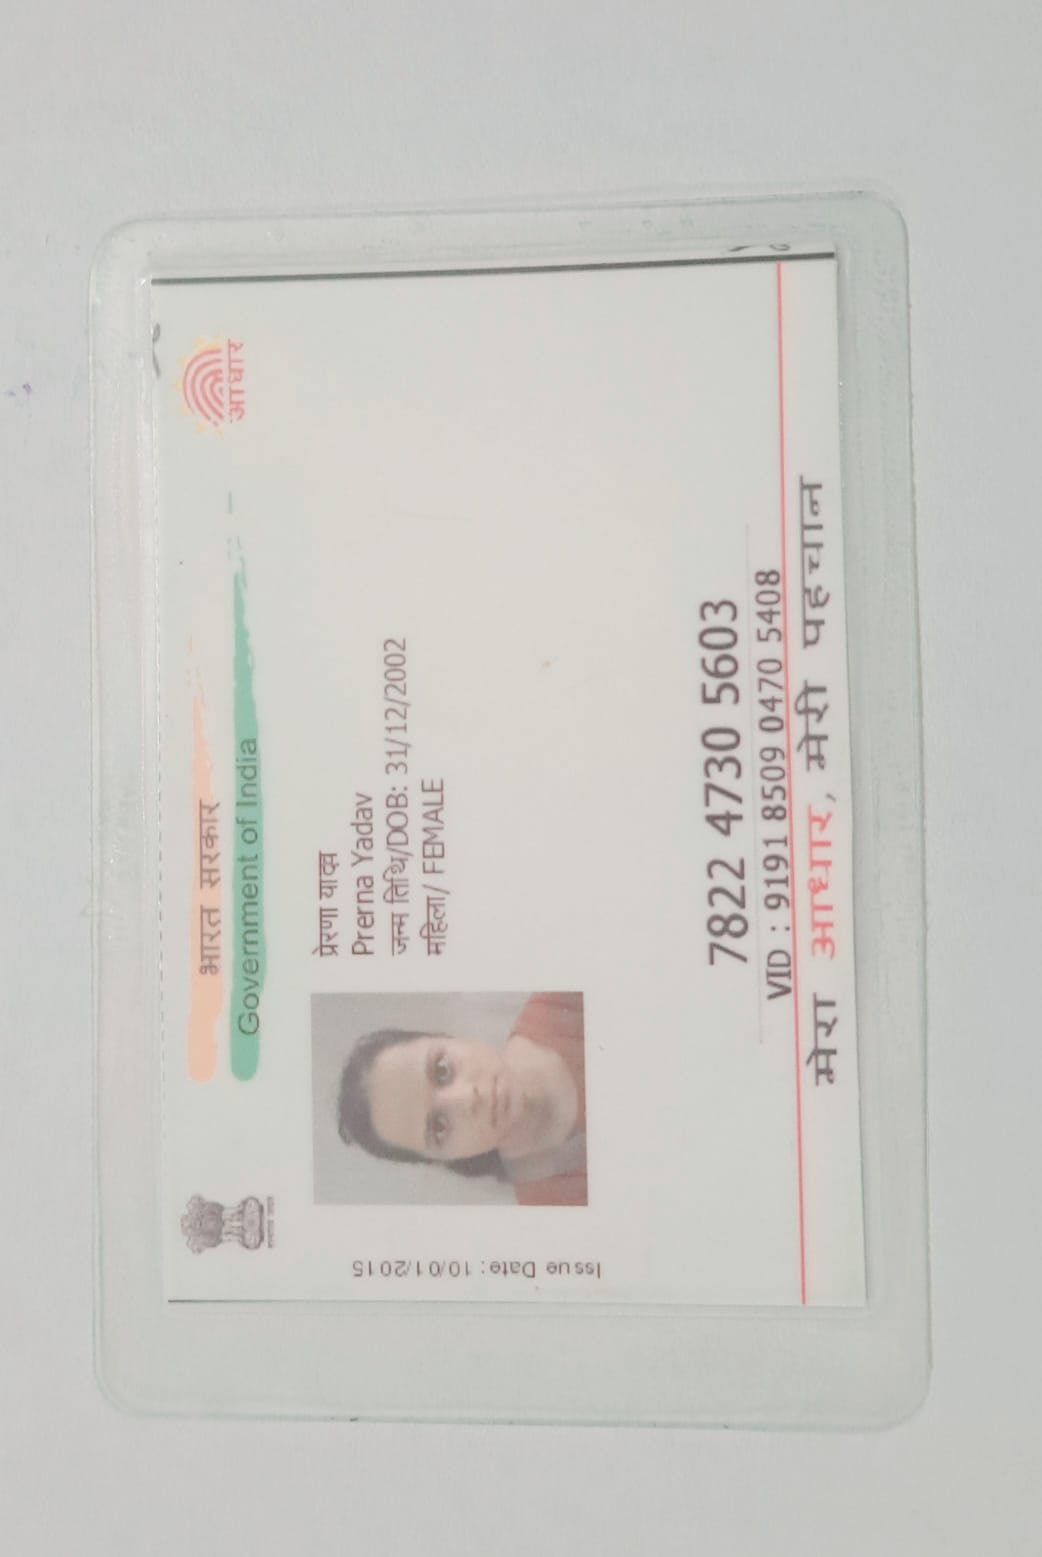 भारत सरकार
Government of India
आधार
Issue Date: 10/01/2015
प्रेरणा यादव
Prerna Yadav
जन्म तिथि/DOB: 31/12/2002
महिला/ FEMALE
7822 4730 5603
VID : 9191 8509 0470 5408
मेरा आधार, मेरी पहचान